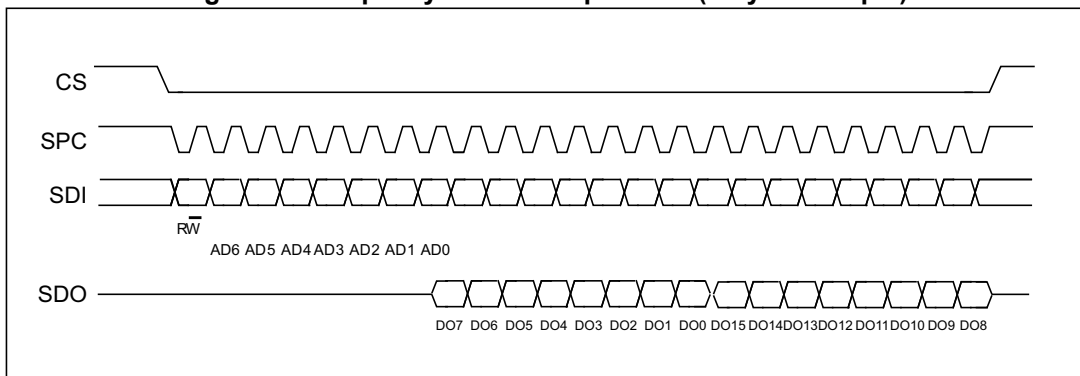 CS
SPC
SDI
RW̅
AD6 AD5 AD4 AD3 AD2 AD1 AD0
SDO
DO7 DO6 DO5 DO4 DO3 DO2 DO1 DO0 DO15 DO14 DO13 DO12 DO11 DO10 DO9 DO8